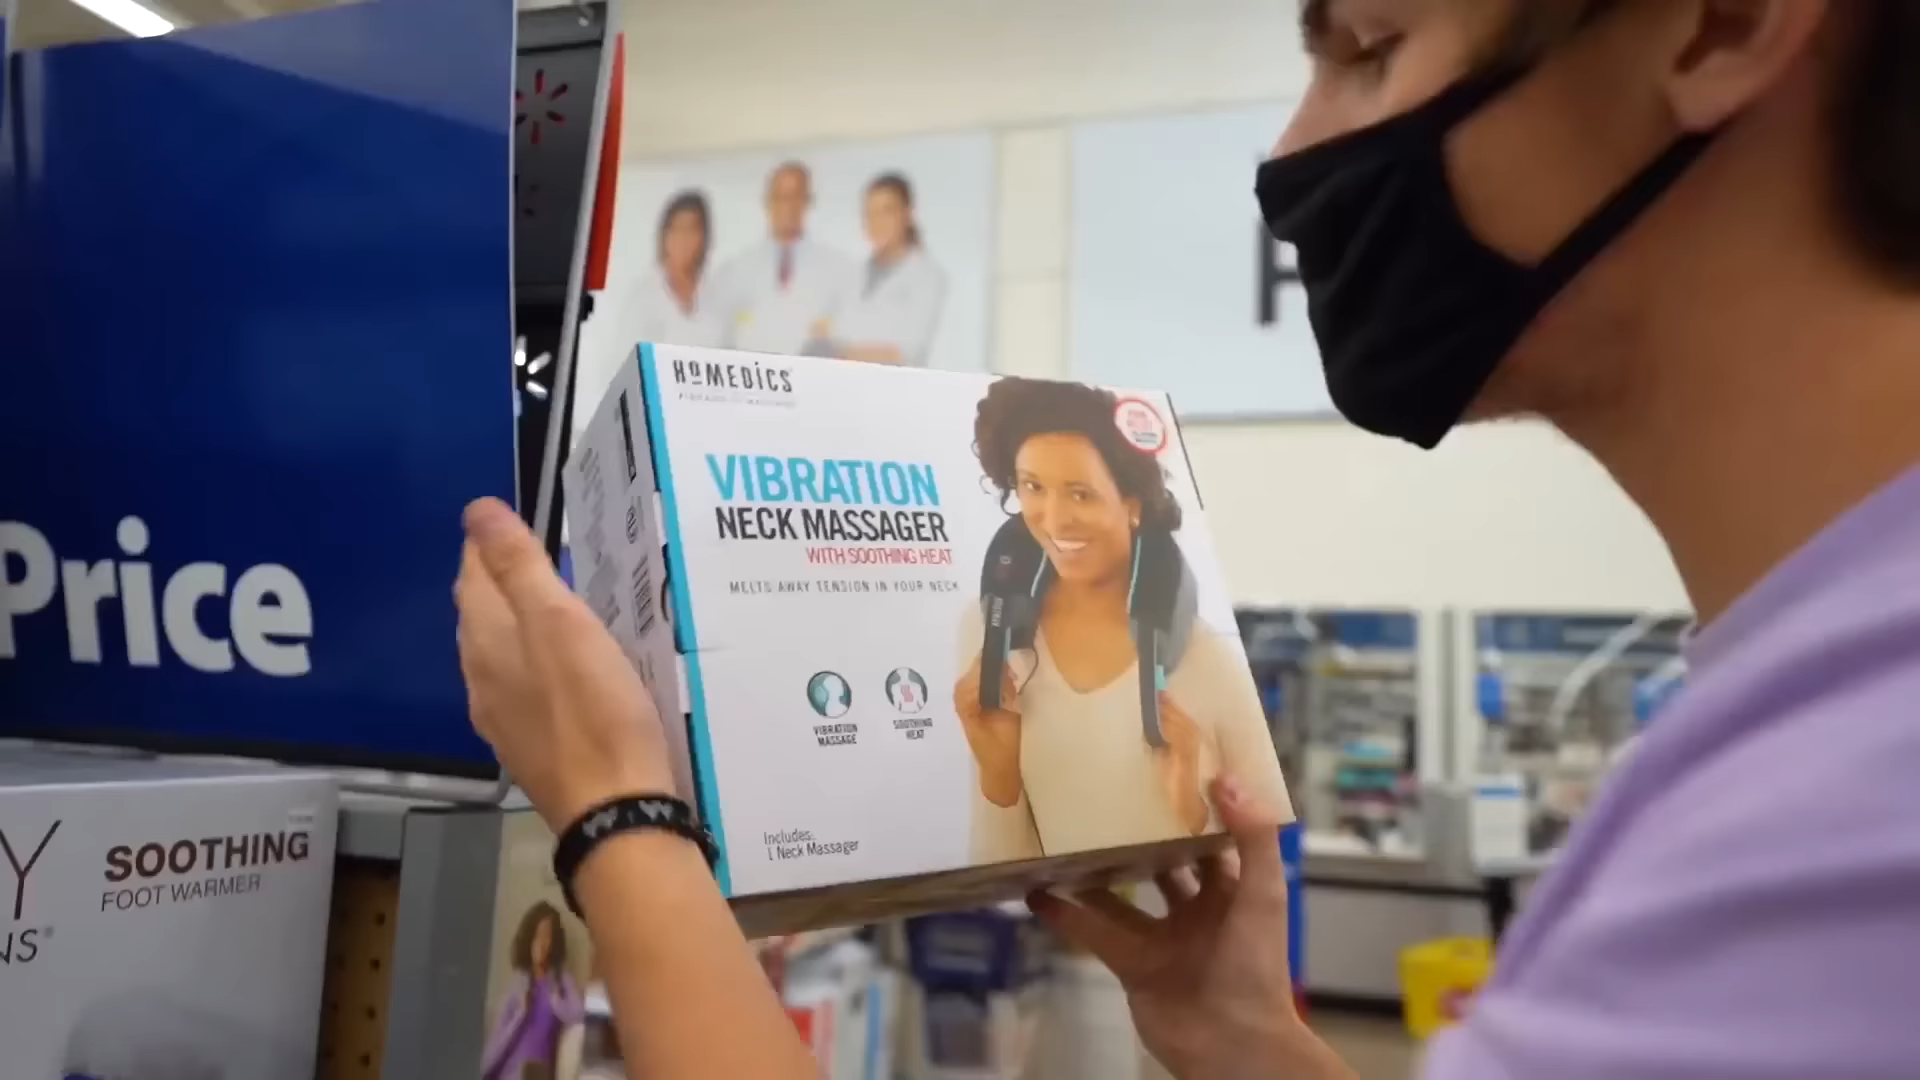 Price
HOMEDICS
VIBRATION
NECK MASSAGER
WITH SOOTHING HEAT
MELTS AWAY TENSION IN YOUR NECK
VIBRATION
MASSAGE
SOOTHING
HEAT
Includes:
1 Neck Massager
Y
SOOTHING
FOOT WARMER
NS